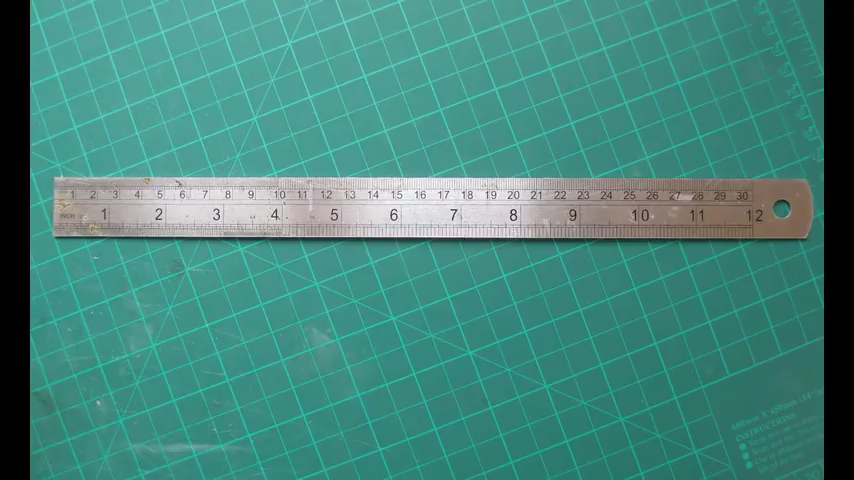 1 2 3 4 5 6 7 8 9 10 11 12 13 14 15 16 17 18 19 20 21 22 23 24 25 26 27 28 29 30
INCH 1 2 3 4 5 6 7 8 9 10 11 12
600mm X 450mm
INSTRUCTIONS